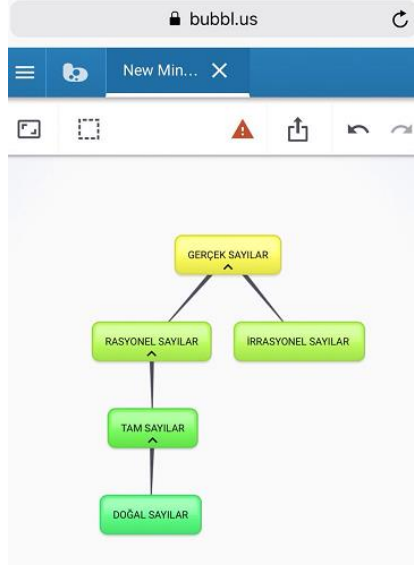 bubbl.us
New Min...
GERÇEK SAYILAR
RASYONEL SAYILAR
İRRASYONEL SAYILAR
TAM SAYILAR
DOĞAL SAYILAR